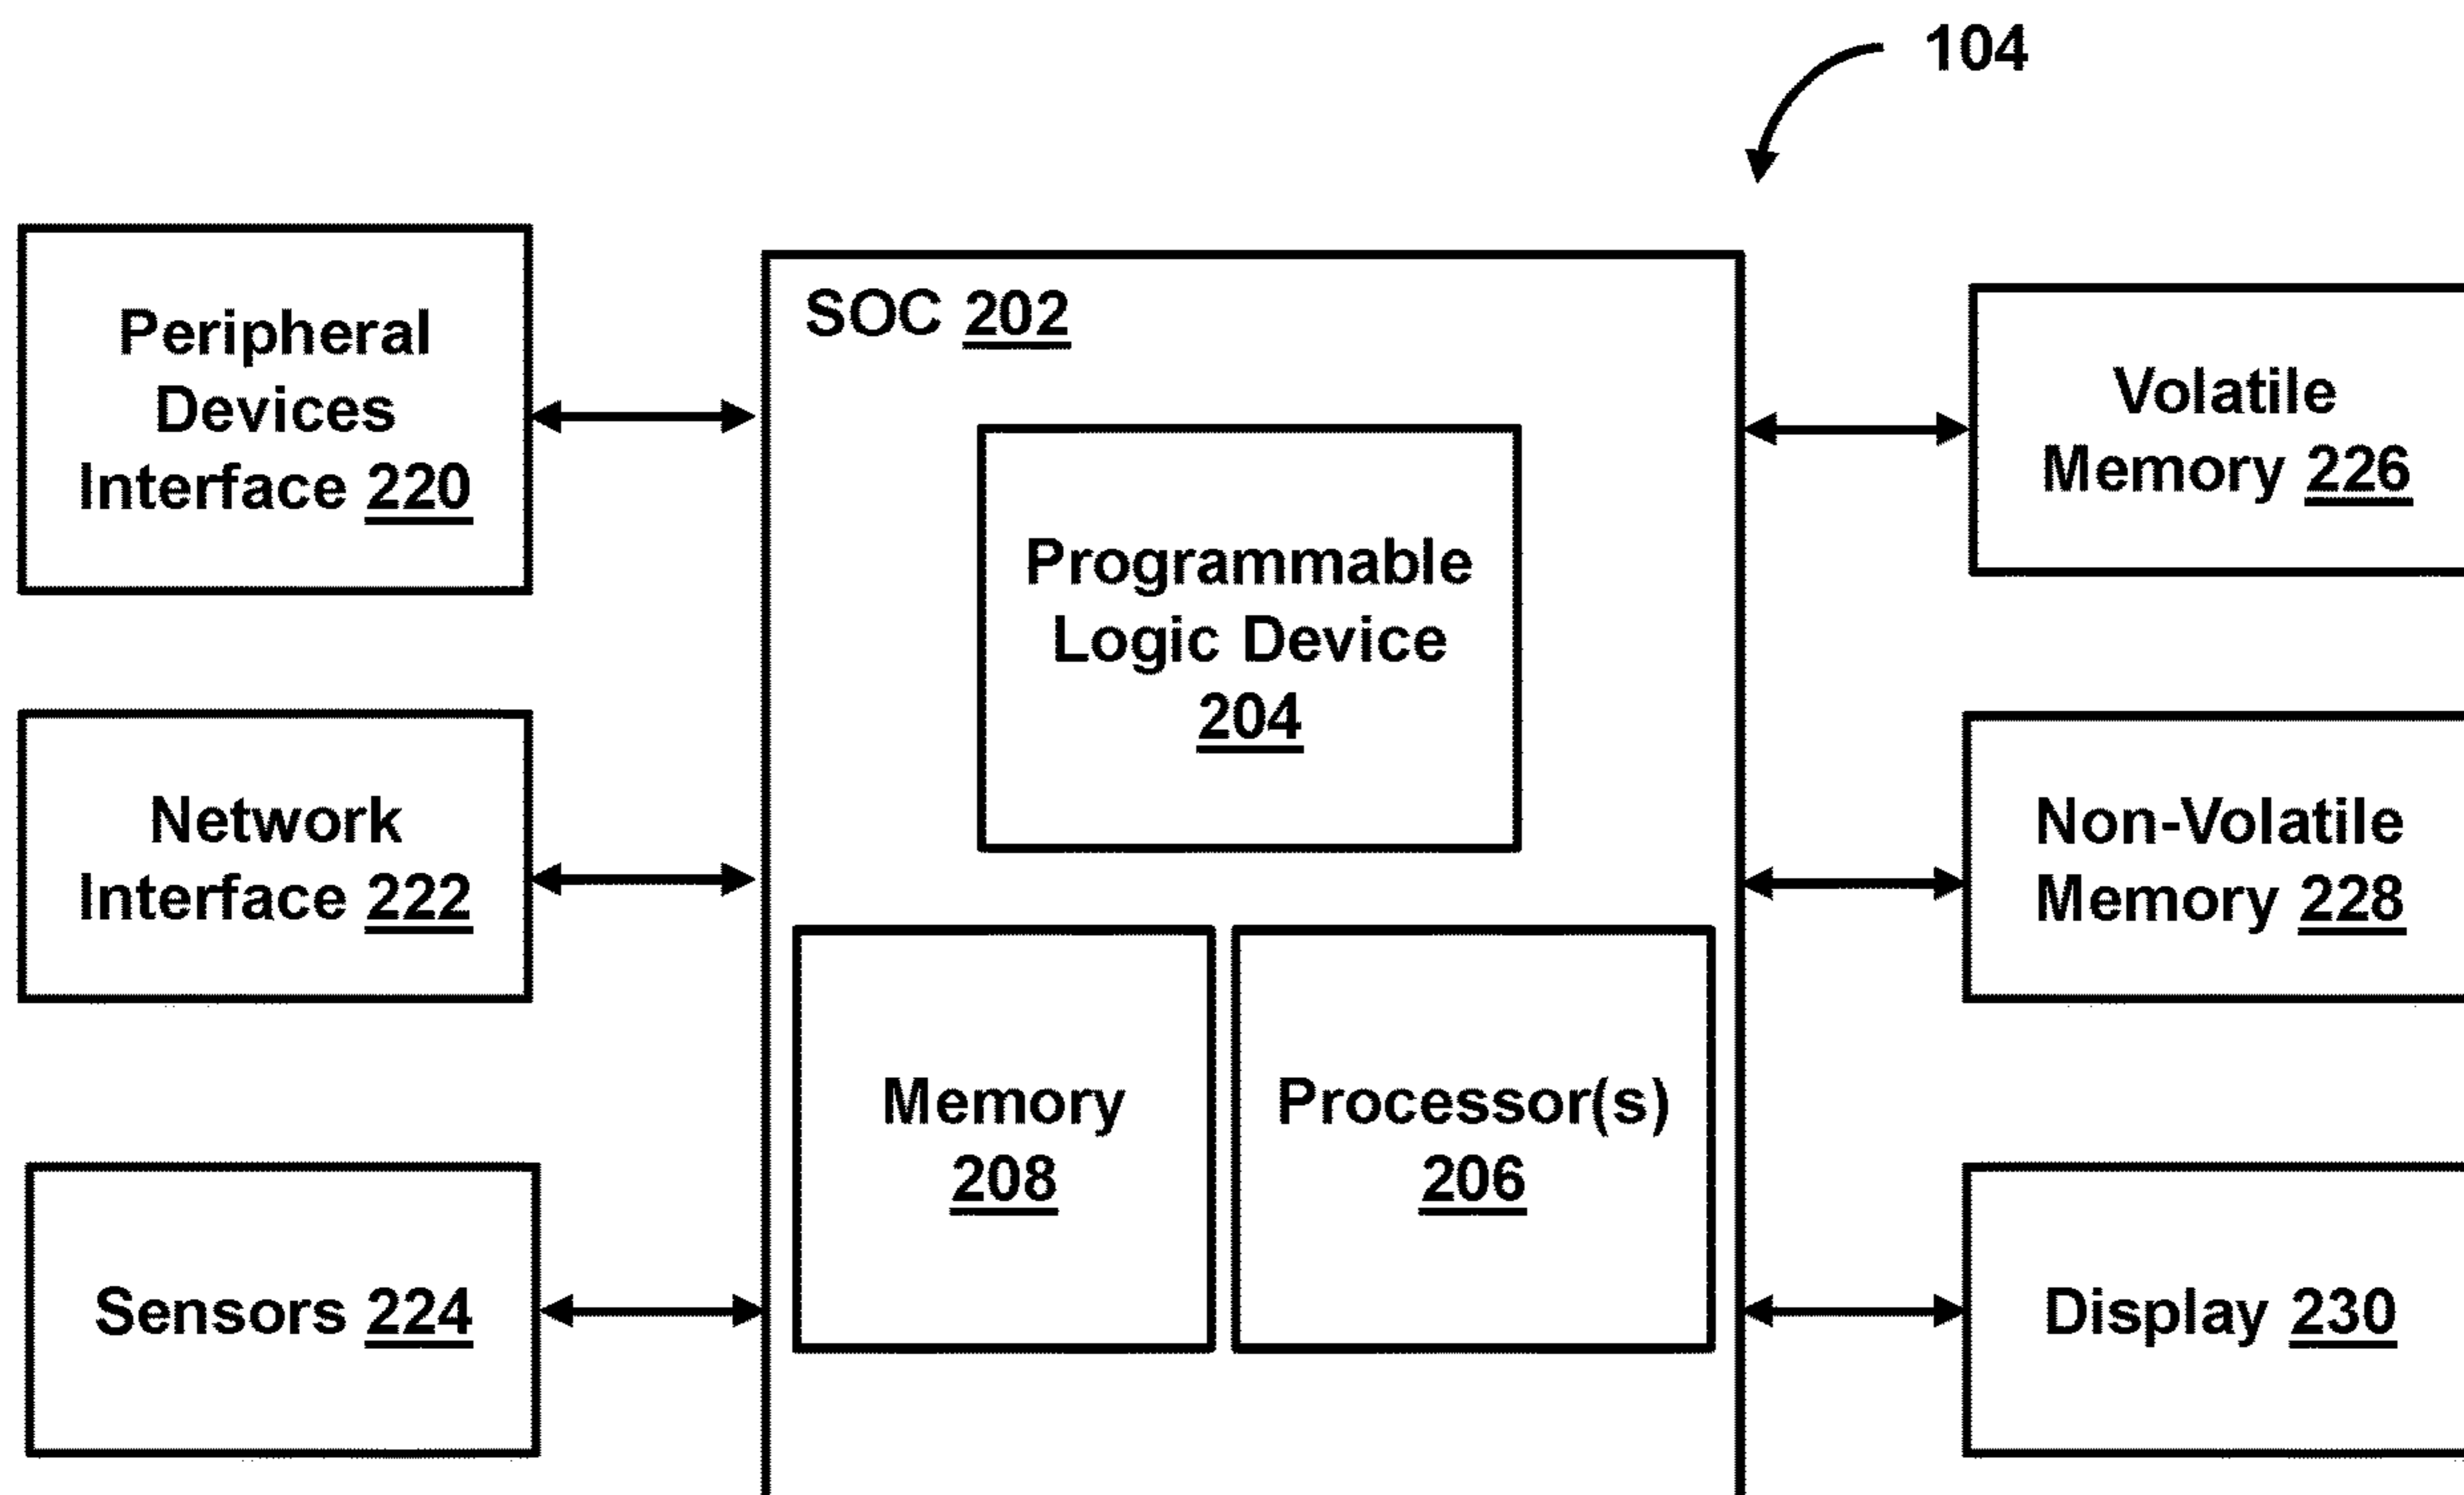 104
Peripheral
Devices
Interface 220
SOC 202
Programmable
Logic Device
204
Volatile
Memory 226
Network
Interface 222
Non-Volatile
Memory 228
Memory
208
Processor(s)
206
Sensors 224
Display 230